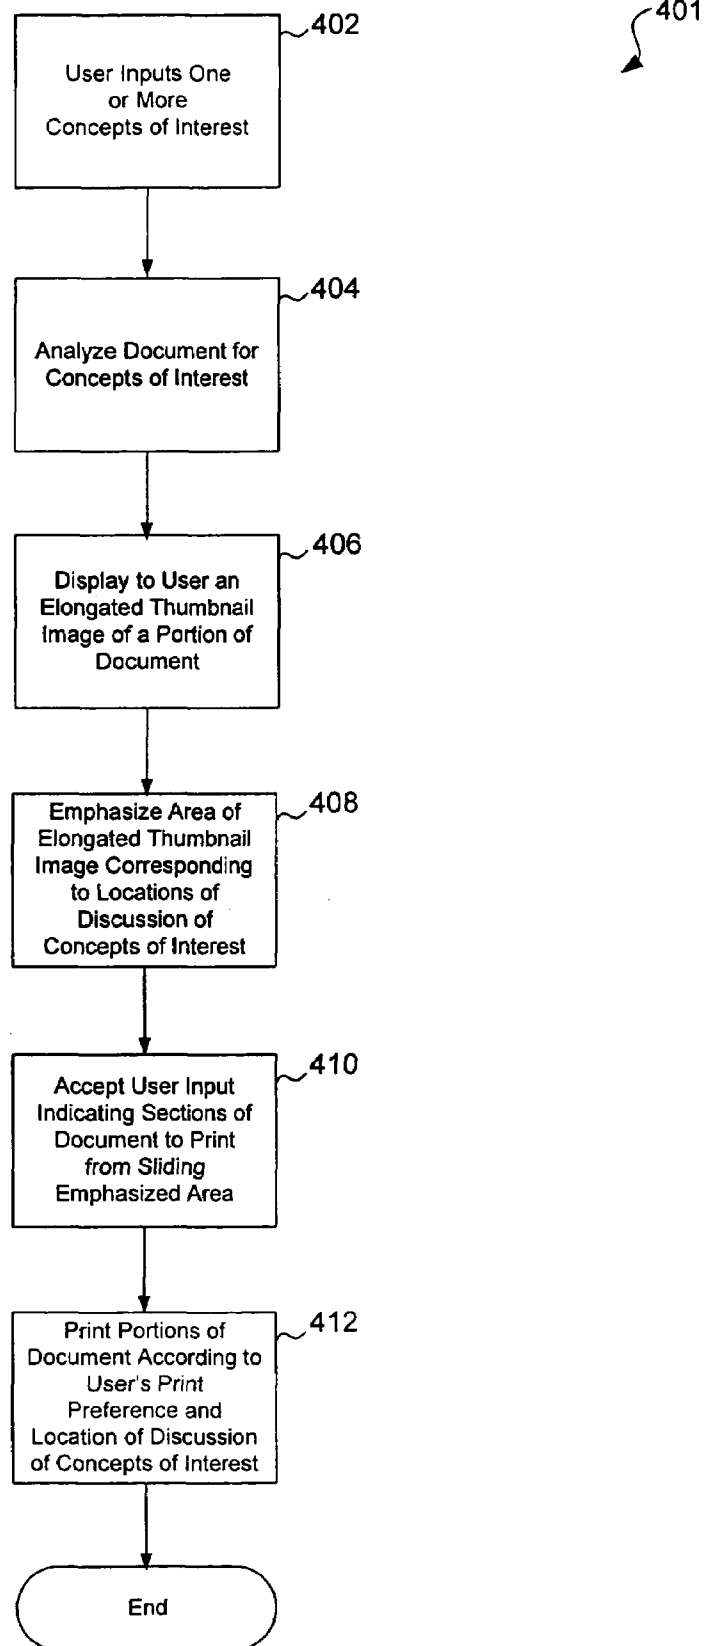 401
402
User Inputs One
or More
Concepts of Interest
404
Analyze Document for
Concepts of Interest
406
Display to User an
Elongated Thumbnail
Image of a Portion of
Document
408
Emphasize Area of
Elongated Thumbnail
Image Corresponding
to Locations of
Discussion of
Concepts of Interest
410
Accept User Input
Indicating Sections of
Document to Print
from Sliding
Emphasized Area
412
Print Portions of
Document According to
User's Print
Preference and
Location of Discussion
of Concepts of Interest
End